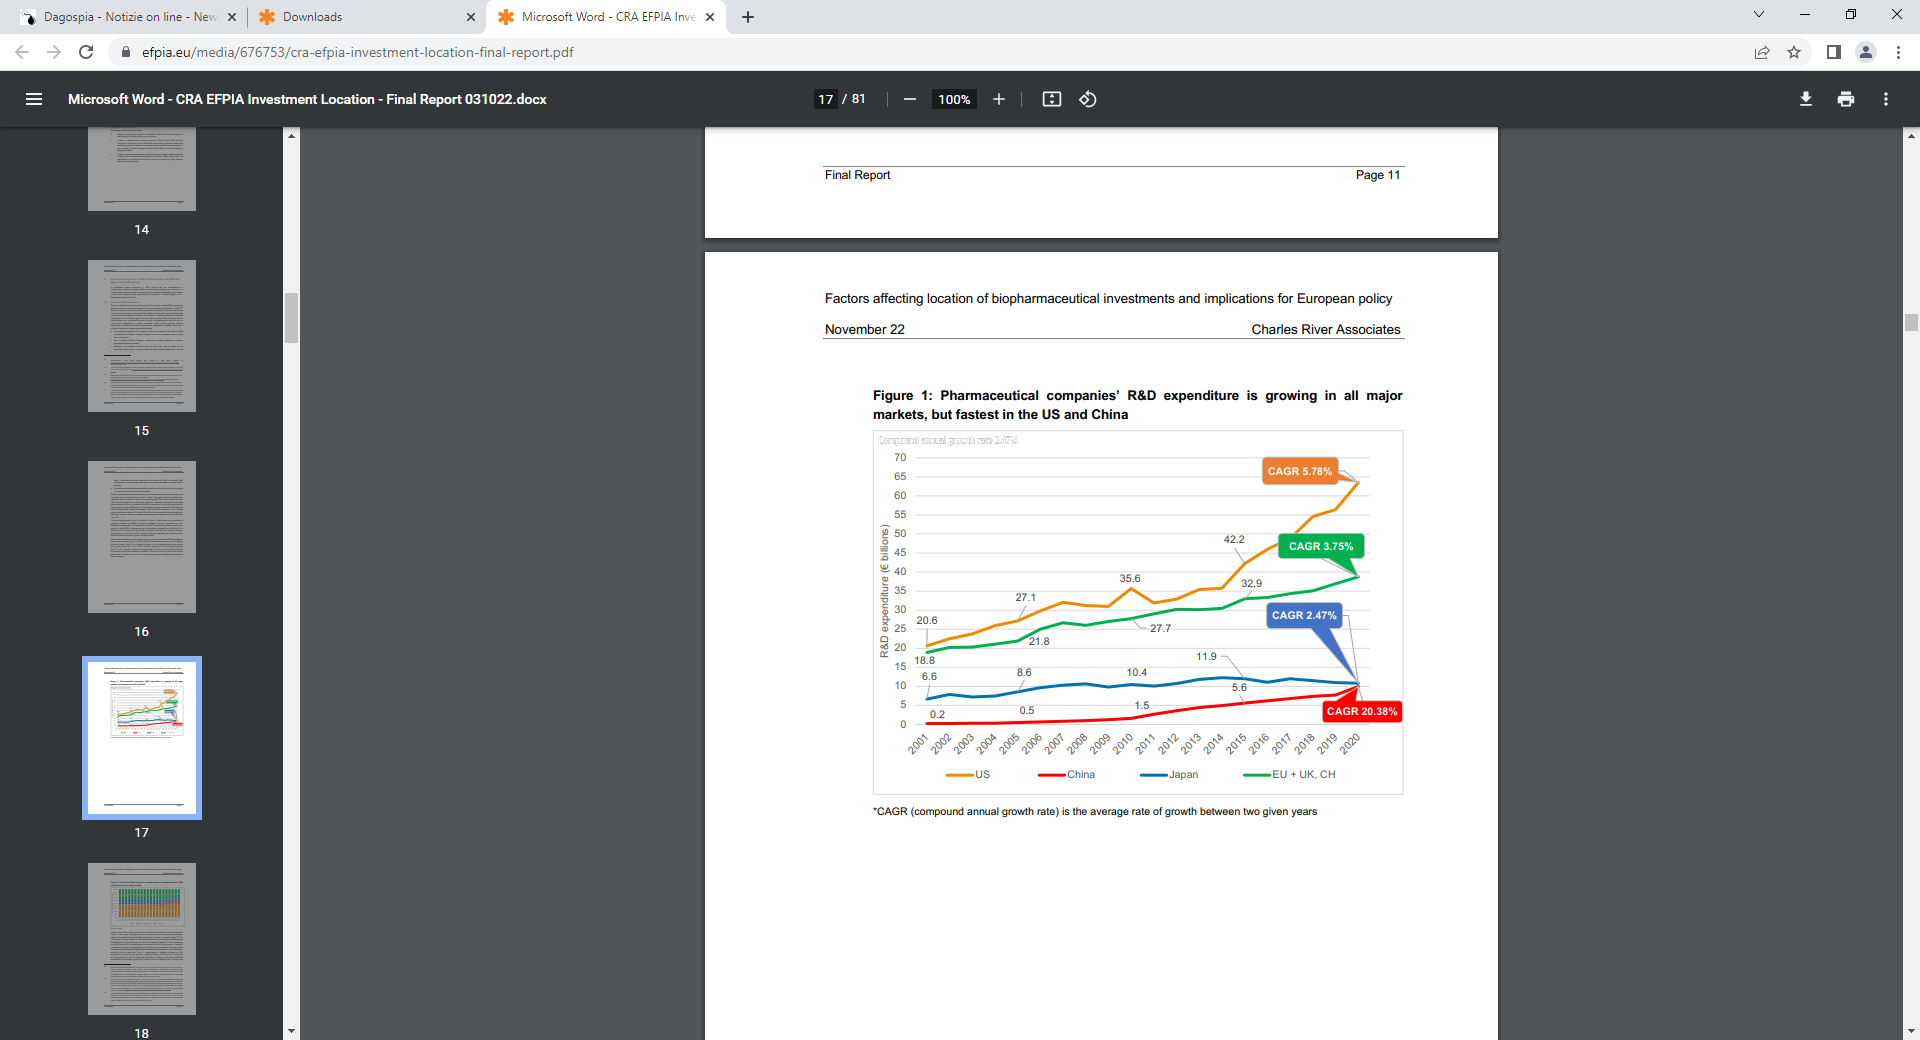 Dagospia - Notizie on line - New
Downloads
Microsoft Word - CRA EFPIA Inve
efpia.eu/media/676753/cra-efpia-investment-location-final-report.pdf
Microsoft Word - CRA EFPIA Investment Location - Final Report 031022.docx
17 / 81
100%
14
15
16
17
18
Final Report Page 11
Factors affecting location of biopharmaceutical investments and implications for European policy
November 22 Charles River Associates
Figure 1: Pharmaceutical companies' R&D expenditure is growing in all major
markets, but fastest in the US and China
Compound annual growth rate 2.47%
R&D expenditure (€ billions)
70
65
60
55
50
45
40
35
30
25
20
15
10
5
0
CAGR 5.78%
CAGR 3.75%
CAGR 2.47%
CAGR 20.38%
20.6
27.1
35.6
42.2
18.8
21.8
27.7
32.9
6.6
8.6
10.4
11.9
0.2
0.5
1.5
5.6
2001 2002 2003 2004 2005 2006 2007 2008 2009 2010 2011 2012 2013 2014 2015 2016 2017 2018 2019 2020
US China Japan EU + UK, CH
*CAGR (compound annual growth rate) is the average rate of growth between two given years